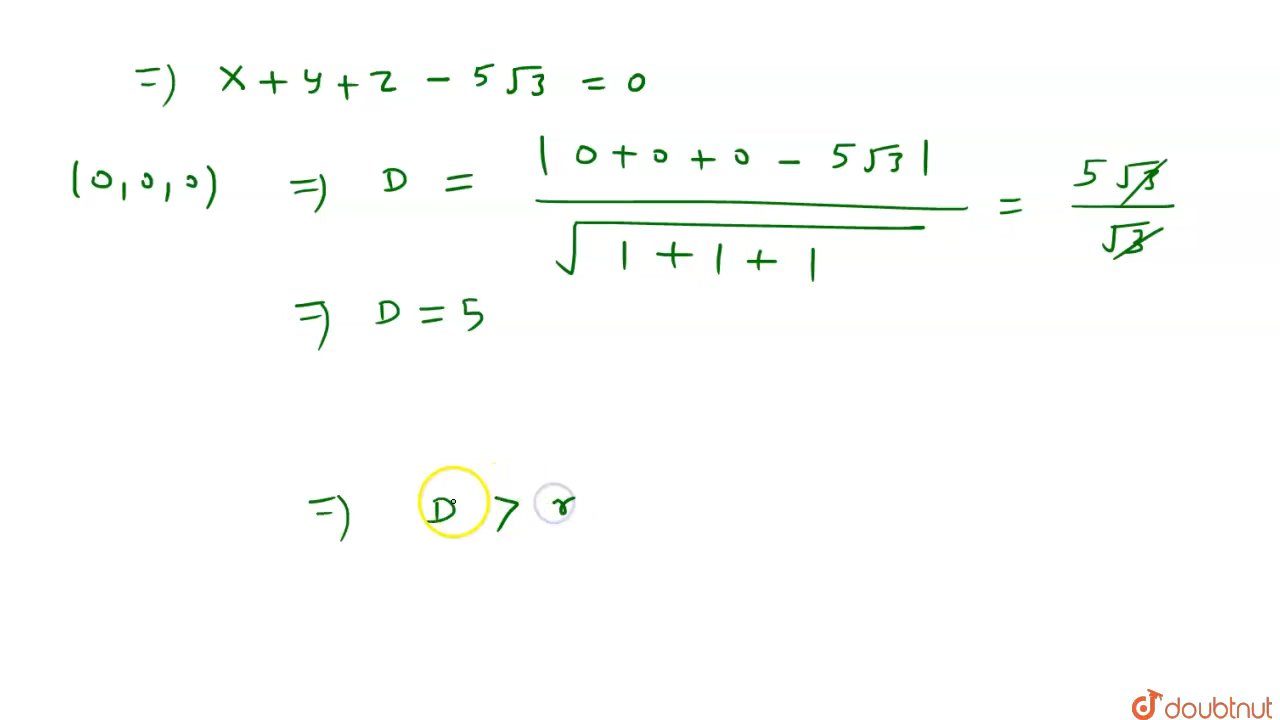 =) x + y + z - 5√3 = 0
(0,0,0) =) D = |0+0+0-5√3| / √(1+1+1) = 5√3 / √3
=) D = 5
=) D > r
doubtnut